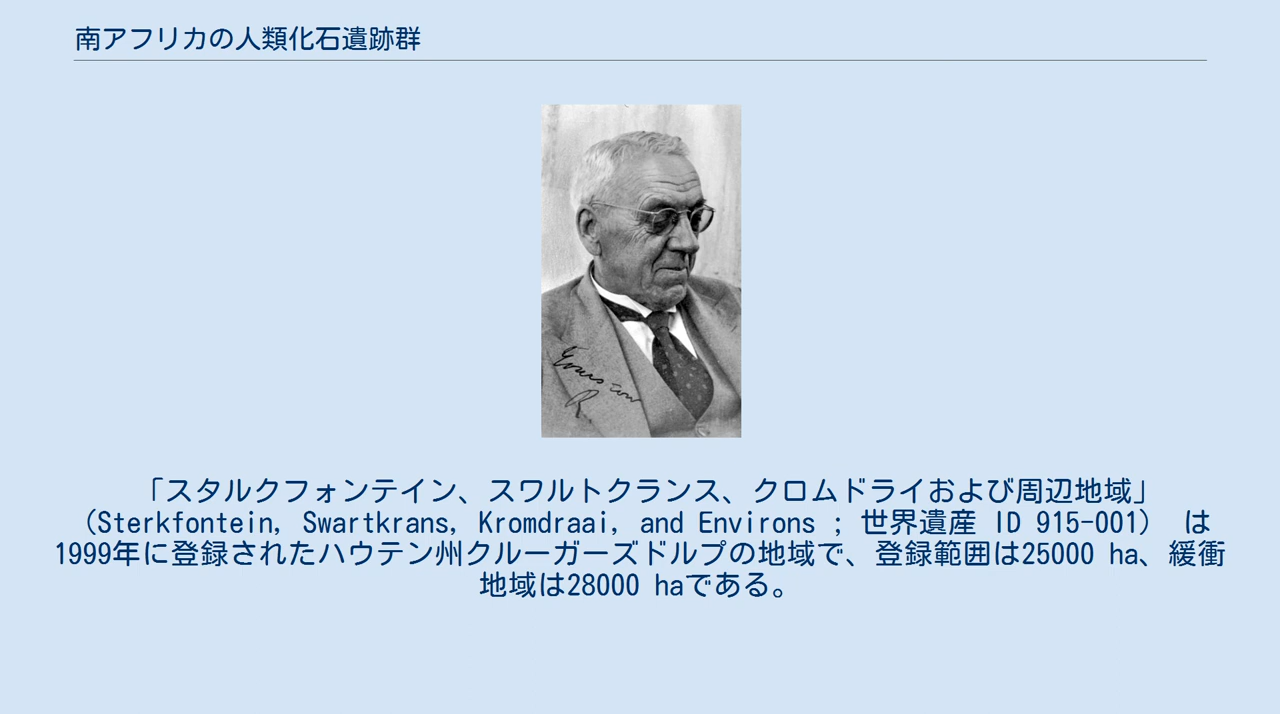 南アフリカの人類化石遺跡群
「スタルクフォンテイン、スワルトクランス、クロムドライおよび周辺地域」
（Sterkfontein, Swartkrans, Kromdraai, and Environs ; 世界遺産 ID 915-001） は
1999年に登録されたハウテン州クルーガーズドルプの地域で、登録範囲は25000 ha、緩衝
地域は28000 haである。